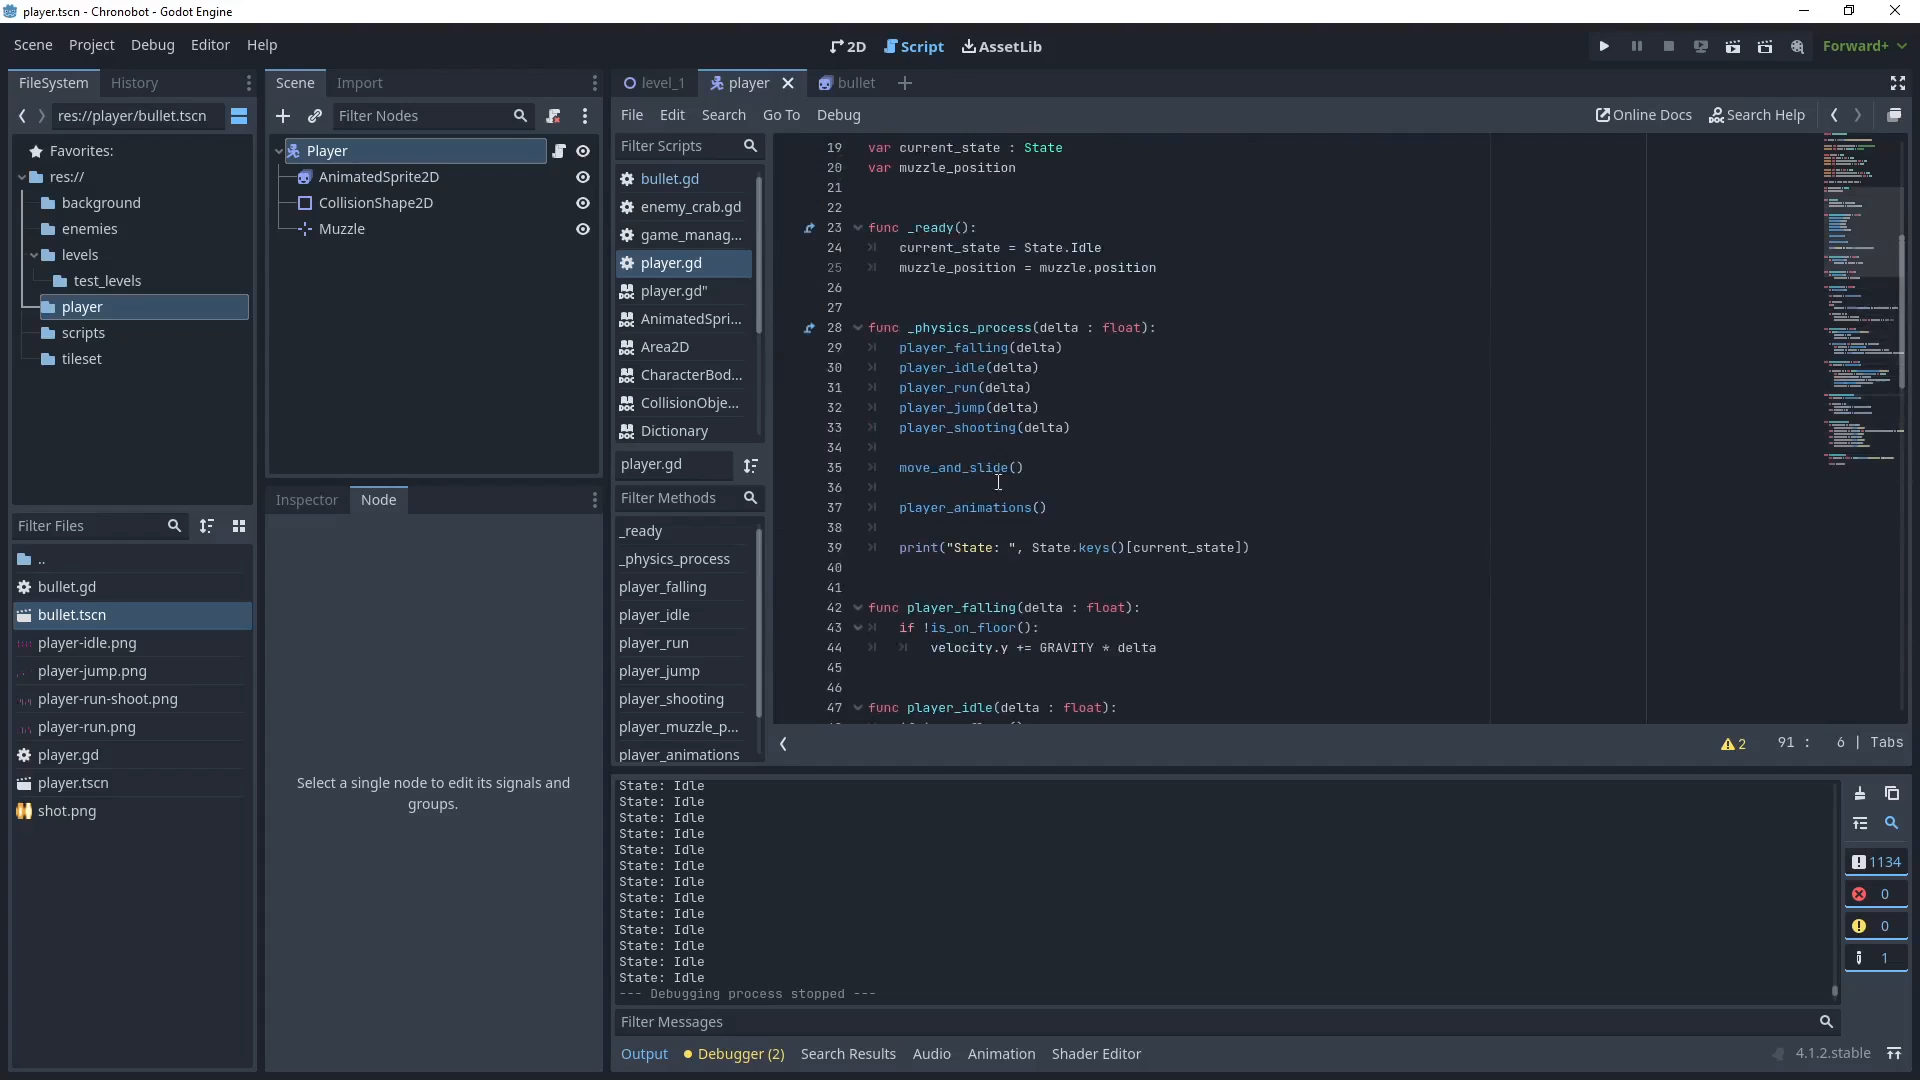 player.tscn - Chronobot - Godot Engine
Scene Project Debug Editor Help
2D Script AssetLib
Forward+
FileSystem History
res://player/bullet.tscn
Favorites:
res://
background
enemies
levels
test_levels
player
scripts
tileset
Filter Files
..
bullet.gd
bullet.tscn
player-idle.png
player-jump.png
player-run-shoot.png
player-run.png
player.gd
player.tscn
shot.png
Scene Import
Filter Nodes
Player
AnimatedSprite2D
CollisionShape2D
Muzzle
Inspector Node
Select a single node to edit its signals and
groups.
level_1 player bullet
File Edit Search Go To Debug
Online Docs Search Help
Filter Scripts
bullet.gd
enemy_crab.gd
game_manag...
player.gd
player.gd"
AnimatedSpri...
Area2D
CharacterBod...
CollisionObje...
Dictionary
player.gd
Filter Methods
_ready
_physics_process
player_falling
player_idle
player_run
player_jump
player_shooting
player_muzzle_p...
player_animations
19 var current_state : State
20 var muzzle_position
21
22
23 func _ready():
24 current_state = State.Idle
25 muzzle_position = muzzle.position
26
27
28 func _physics_process(delta : float):
29 player_falling(delta)
30 player_idle(delta)
31 player_run(delta)
32 player_jump(delta)
33 player_shooting(delta)
34
35 move_and_slide()
36
37 player_animations()
38
39 print("State: ", State.keys()[current_state])
40
41
42 func player_falling(delta : float):
43 if !is_on_floor():
44 velocity.y += GRAVITY * delta
45
46
47 func player_idle(delta : float):
2 91 : 6 | Tabs
State: Idle
State: Idle
State: Idle
State: Idle
State: Idle
State: Idle
State: Idle
State: Idle
State: Idle
State: Idle
State: Idle
State: Idle
State: Idle
--- Debugging process stopped ---
1134
0
0
1
Filter Messages
Output Debugger (2) Search Results Audio Animation Shader Editor
4.1.2.stable